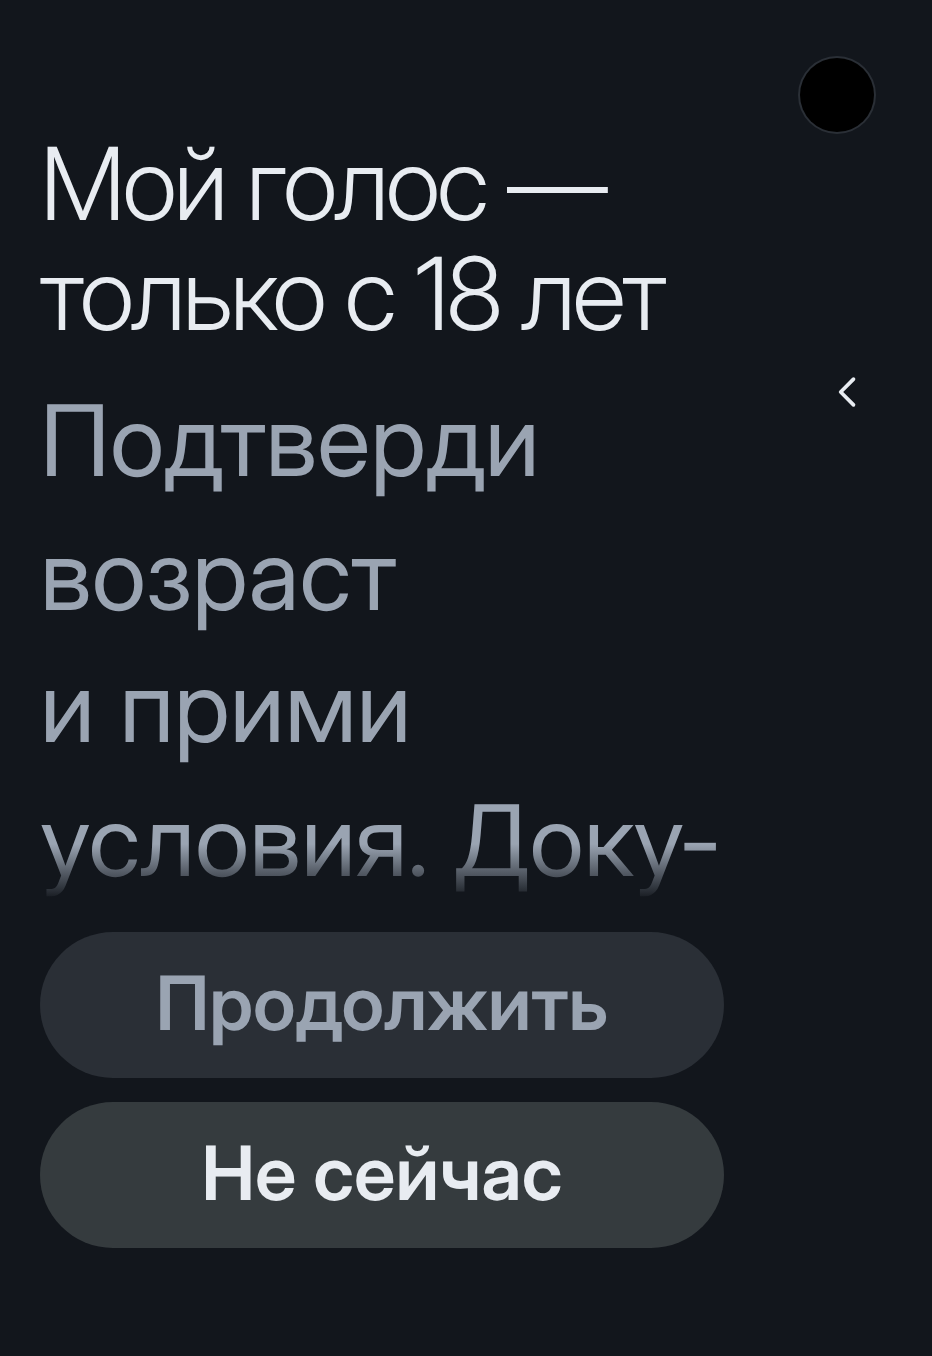 Мой голос —
только с 18 лет
Подтверди
возраст
и прими
условия. Доку-
Продолжить
Не сейчас